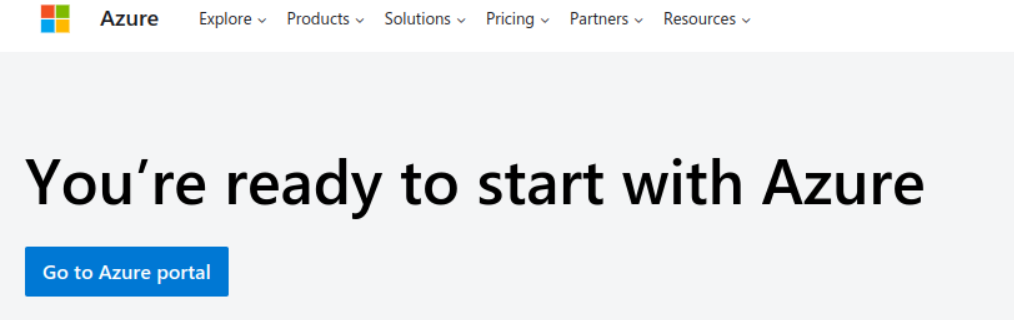 Azure Explore Products Solutions Pricing Partners Resources
You’re ready to start with Azure
Go to Azure portal